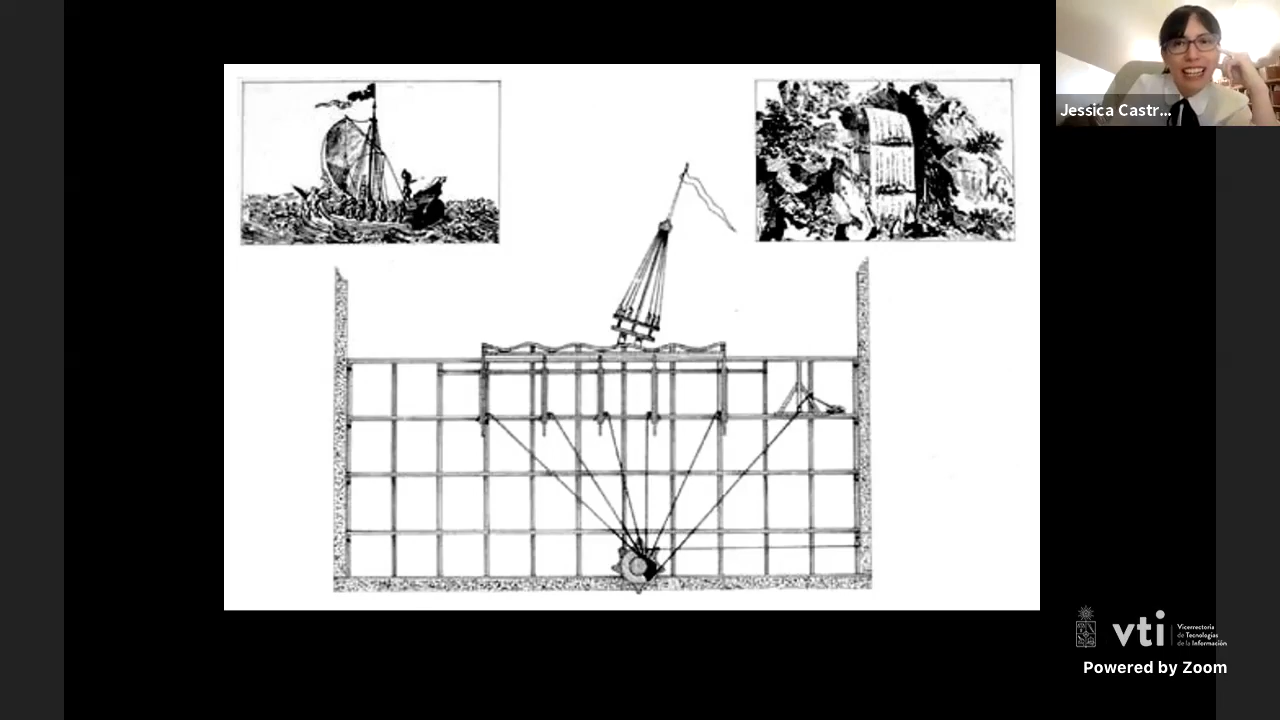 Jessica Castr...
vti
Vicerrectoría
de Tecnologías
de la Información
Powered by Zoom